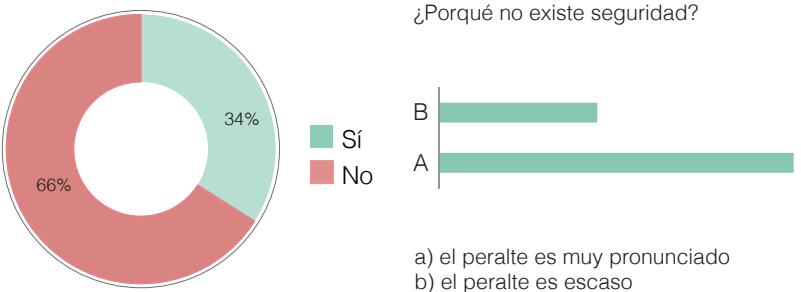 34%
66%
Sí
No
¿Porqué no existe seguridad?
B
A
a) el peralte es muy pronunciado
b) el peralte es escaso